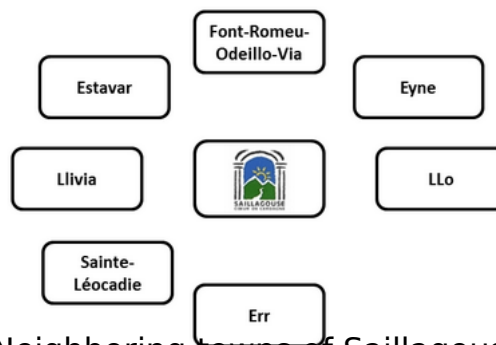 Font-Romeu-
Odeillo-Via
Estavar
Eyne
Llivia
SAILLAGOUSE
LLo
Sainte-
Léocadie
Err
Neighboring towns of